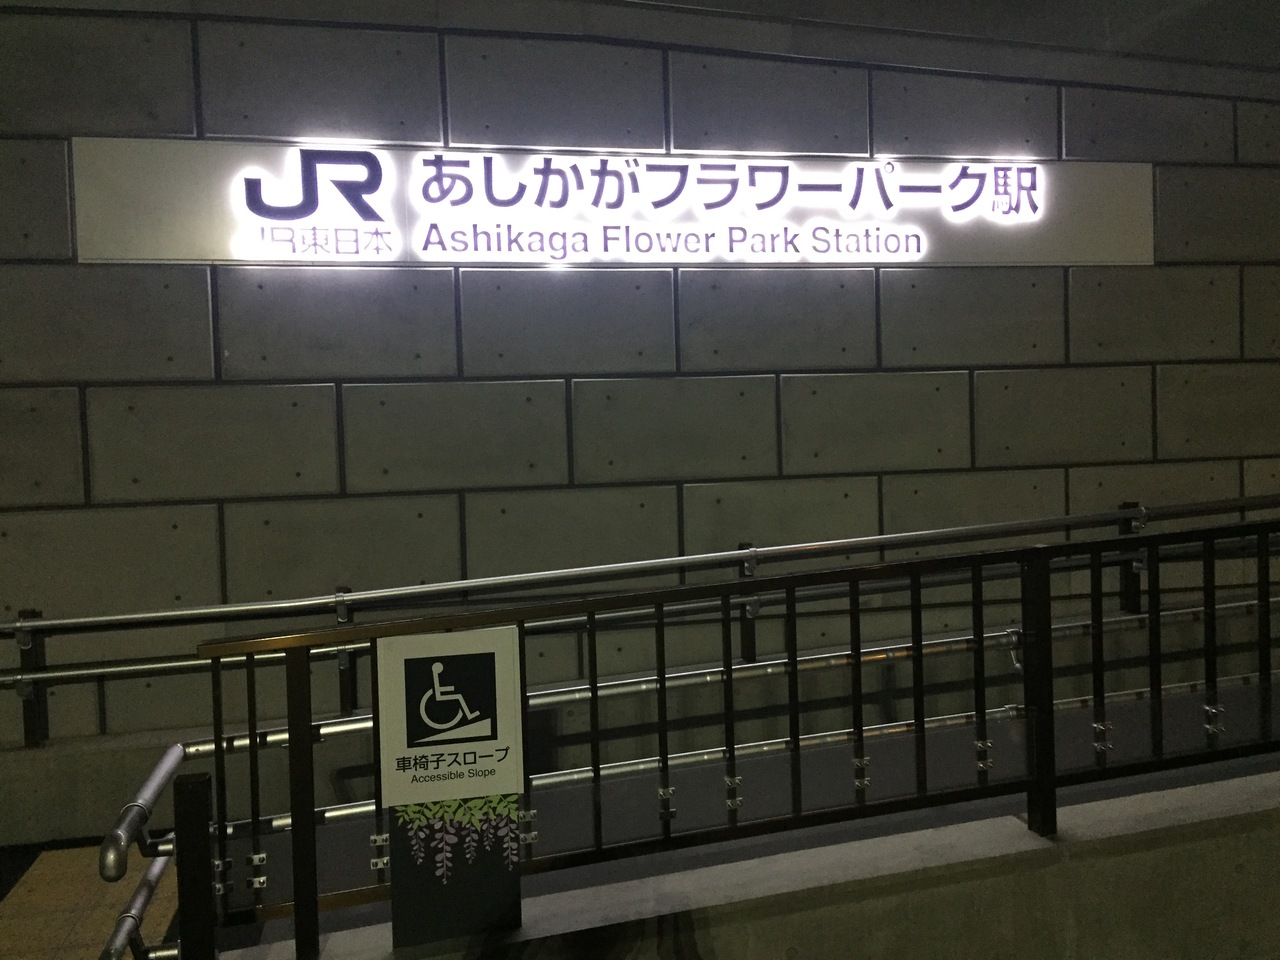 JR あしかがフラワーパーク駅
JR東日本 Ashikaga Flower Park Station
車椅子スロープ
Accessible Slope